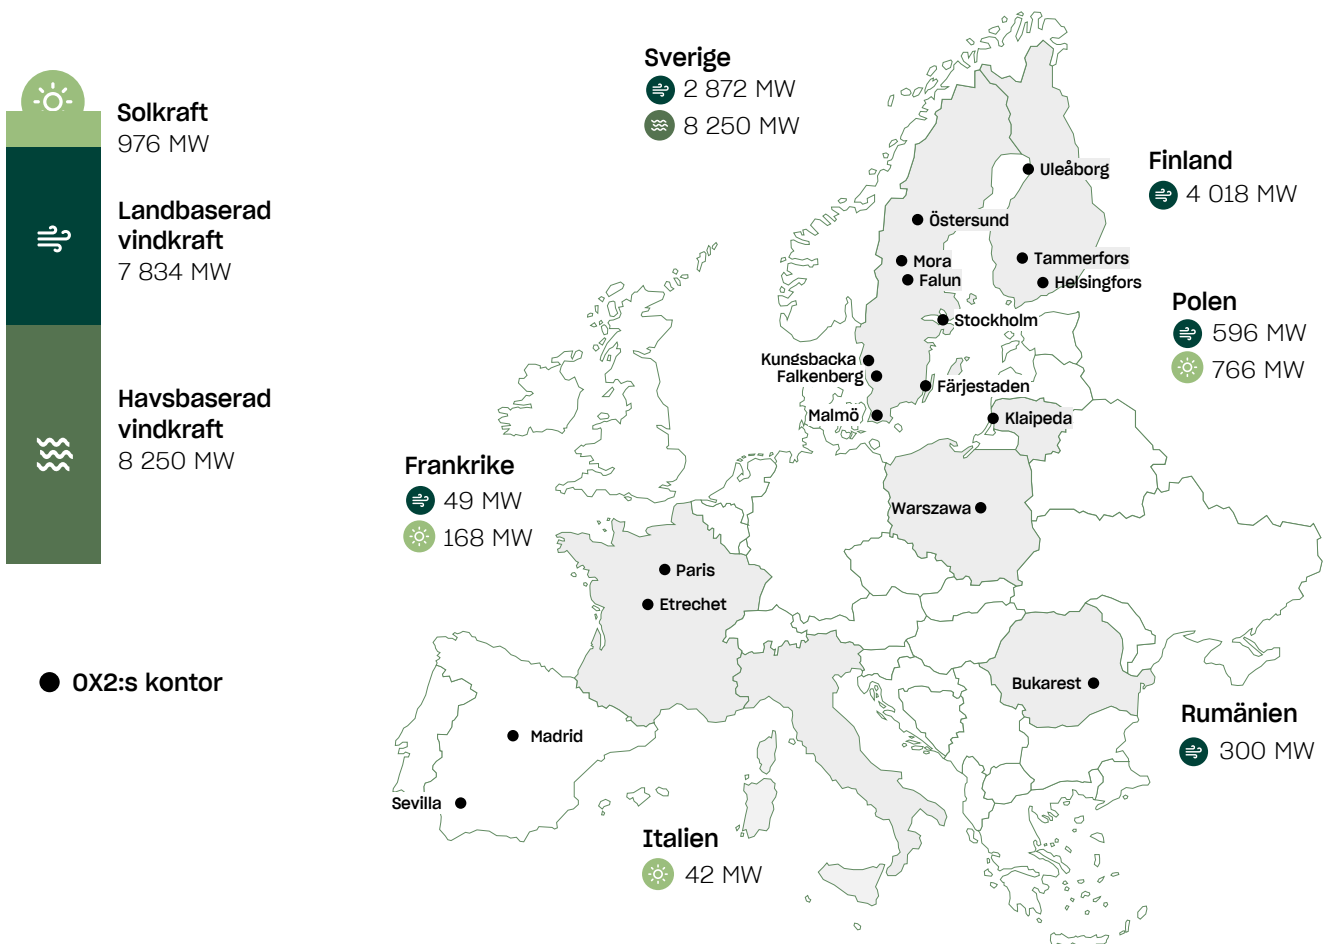 Solkraft
976 MW
Landbaserad
vindkraft
7 834 MW
Havsbaserad
vindkraft
8 250 MW
OX2:s kontor
Sverige
2 872 MW
8 250 MW
Finland
4 018 MW
Polen
596 MW
766 MW
Frankrike
49 MW
168 MW
Italien
42 MW
Rumänien
300 MW
Uleåborg
Östersund
Mora
Falun
Tammerfors
Helsingfors
Stockholm
Kungsbacka
Falkenberg
Färjestaden
Malmö
Klaipeda
Warszawa
Paris
Etrechet
Bukarest
Madrid
Sevilla